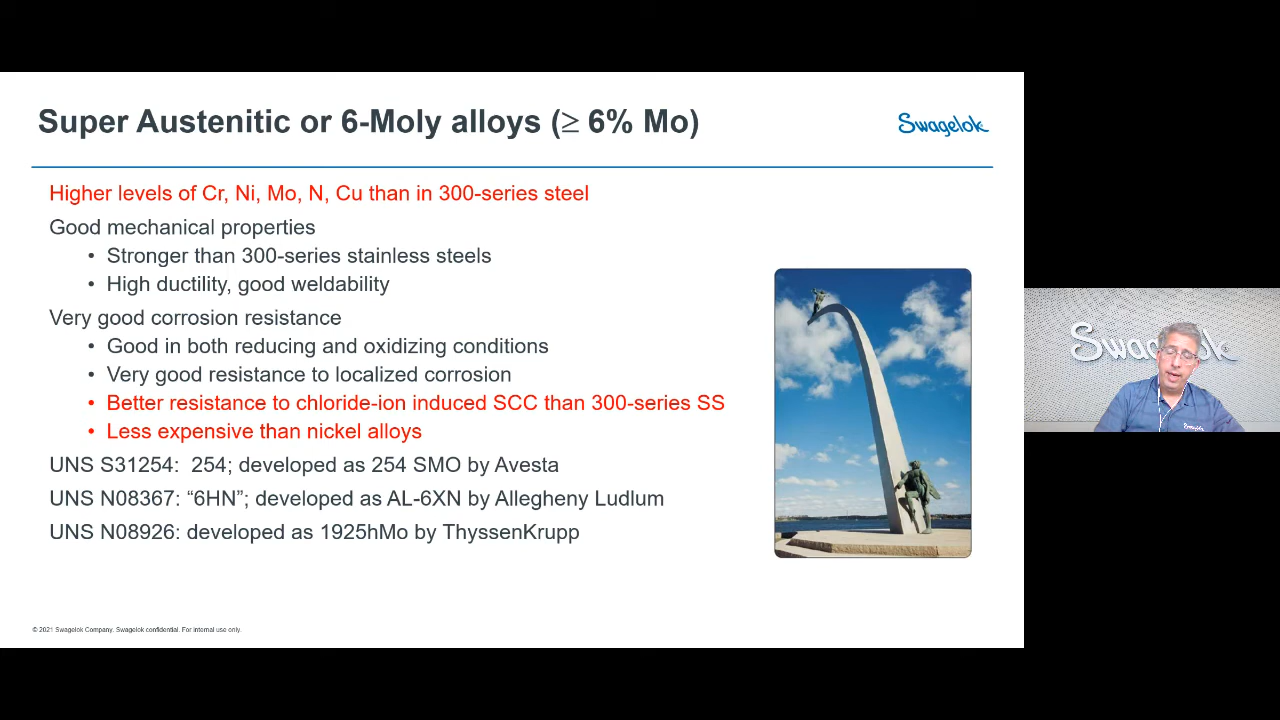 Super Austenitic or 6-Moly alloys (≥ 6% Mo)
Swagelok
Higher levels of Cr, Ni, Mo, N, Cu than in 300-series steel
Good mechanical properties
• Stronger than 300-series stainless steels
• High ductility, good weldability
Very good corrosion resistance
• Good in both reducing and oxidizing conditions
• Very good resistance to localized corrosion
• Better resistance to chloride-ion induced SCC than 300-series SS
• Less expensive than nickel alloys
UNS S31254: 254; developed as 254 SMO by Avesta
UNS N08367: “6HN”; developed as AL-6XN by Allegheny Ludlum
UNS N08926: developed as 1925hMo by ThyssenKrupp
© 2021 Swagelok Company. Swagelok confidential. For internal use only.